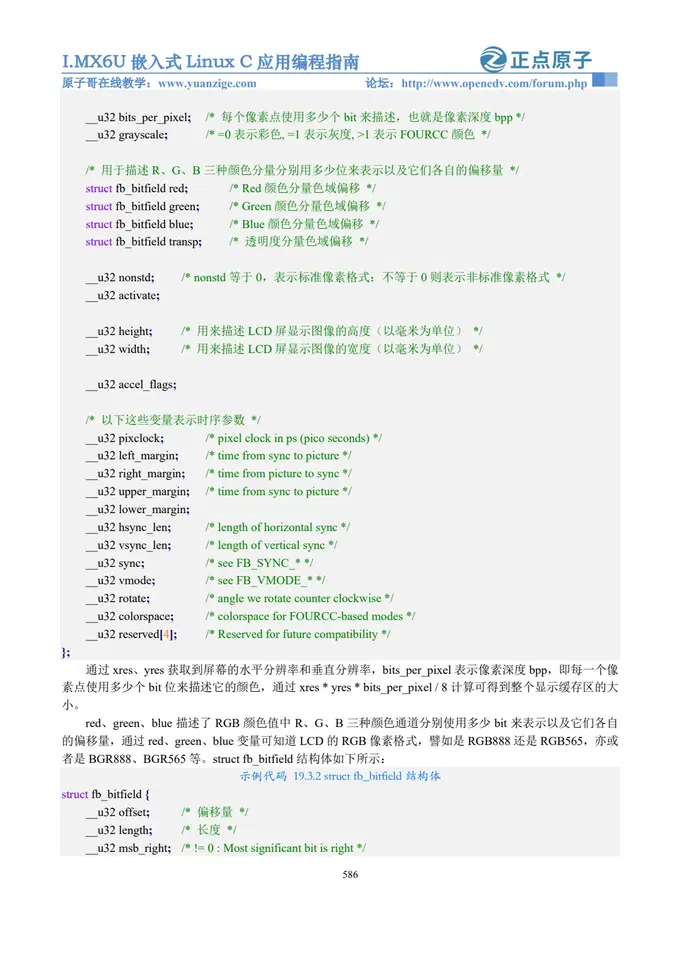 I.MX6U 嵌入式 Linux C 应用编程指南
正点原子
原子哥在线教学：www.yuanzige.com 论坛：http://www.openedv.com/forum.php
__u32 bits_per_pixel; /* 每个像素点使用多少个 bit 来描述，也就是像素深度 bpp */
__u32 grayscale; /* =0 表示彩色, =1 表示灰度, >1 表示 FOURCC 颜色 */
/* 用于描述 R、G、B 三种颜色分量分别用多少位来表示以及它们各自的偏移量 */
struct fb_bitfield red; /* Red 颜色分量色域偏移 */
struct fb_bitfield green; /* Green 颜色分量色域偏移 */
struct fb_bitfield blue; /* Blue 颜色分量色域偏移 */
struct fb_bitfield transp; /* 透明度分量色域偏移 */
__u32 nonstd; /* nonstd 等于 0，表示标准像素格式；不等于 0 则表示非标准像素格式 */
__u32 activate;
__u32 height; /* 用来描述 LCD 屏显示图像的高度（以毫米为单位） */
__u32 width; /* 用来描述 LCD 屏显示图像的宽度（以毫米为单位） */
__u32 accel_flags;
/* 以下这些变量表示时序参数 */
__u32 pixclock; /* pixel clock in ps (pico seconds) */
__u32 left_margin; /* time from sync to picture */
__u32 right_margin; /* time from picture to sync */
__u32 upper_margin; /* time from sync to picture */
__u32 lower_margin;
__u32 hsync_len; /* length of horizontal sync */
__u32 vsync_len; /* length of vertical sync */
__u32 sync; /* see FB_SYNC_* */
__u32 vmode; /* see FB_VMODE_* */
__u32 rotate; /* angle we rotate counter clockwise */
__u32 colorspace; /* colorspace for FOURCC-based modes */
__u32 reserved[4]; /* Reserved for future compatibility */
};
通过 xres、yres 获取到屏幕的水平分辨率和垂直分辨率，bits_per_pixel 表示像素深度 bpp，即每一个像
素点使用多少个 bit 位来描述它的颜色，通过 xres * yres * bits_per_pixel / 8 计算可得到整个显示缓存区的大
小。
red、green、blue 描述了 RGB 颜色值中 R、G、B 三种颜色通道分别使用多少 bit 来表示以及它们各自
的偏移量，通过 red、green、blue 变量可知道 LCD 的 RGB 像素格式，譬如是 RGB888 还是 RGB565，亦或
者是 BGR888、BGR565 等。struct fb_bitfield 结构体如下所示：
示例代码 19.3.2 struct fb_bitfield 结构体
struct fb_bitfield {
__u32 offset; /* 偏移量 */
__u32 length; /* 长度 */
__u32 msb_right; /* != 0 : Most significant bit is right */
586